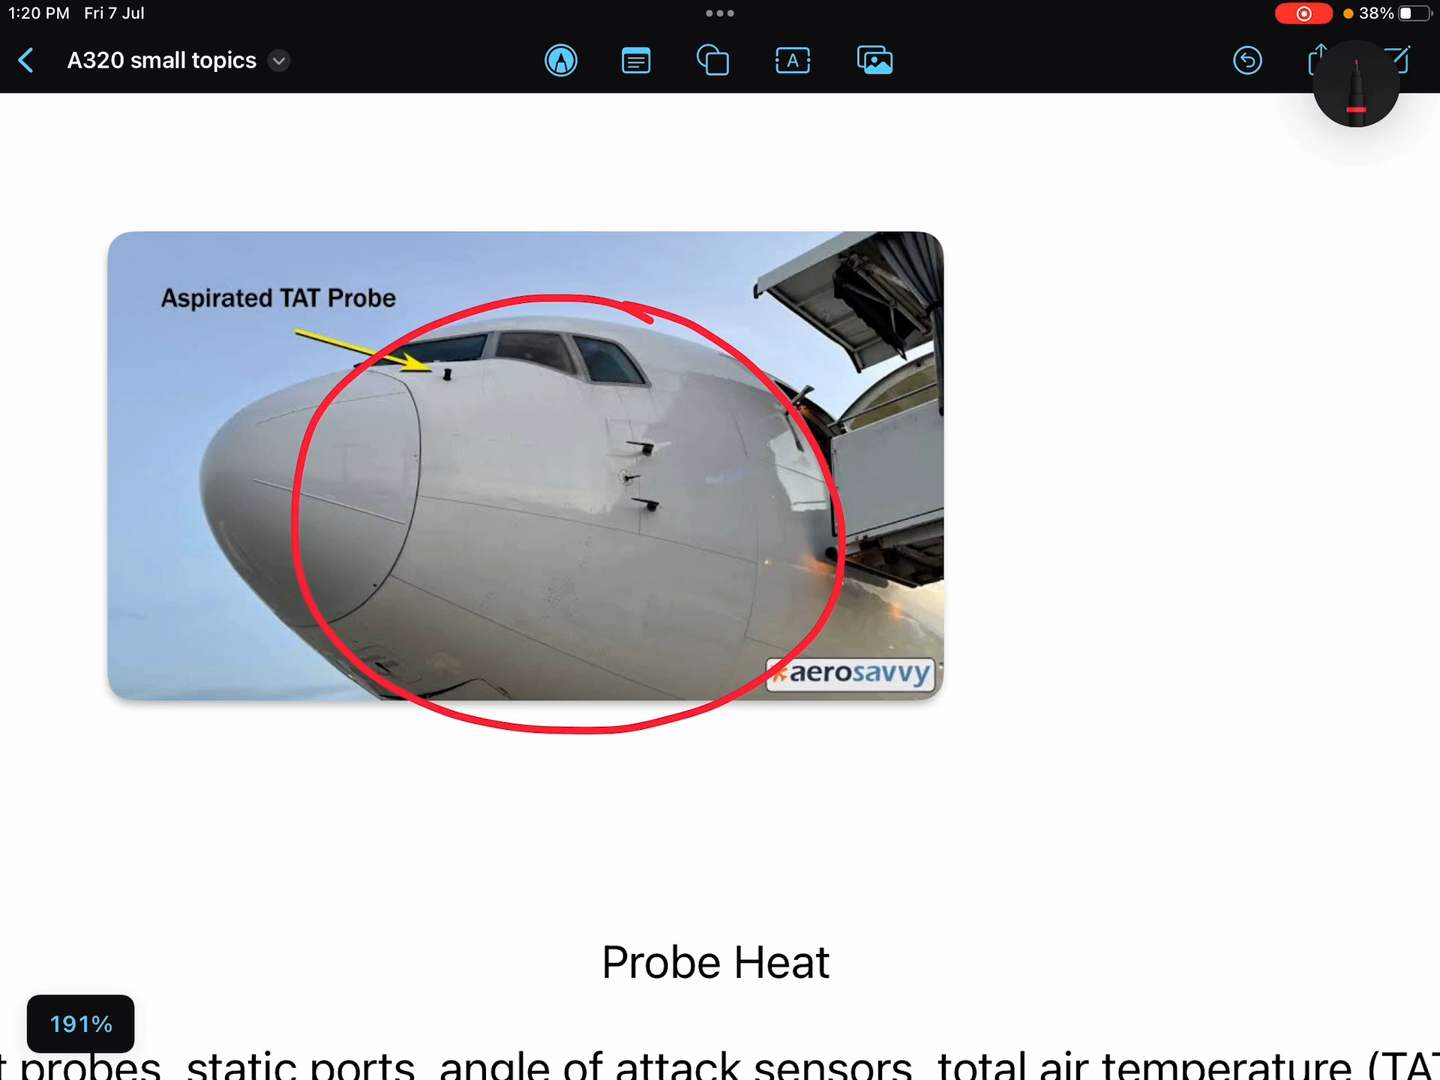 1:20 PM Fri 7 Jul
38%
A320 small topics
A
Aspirated TAT Probe
aerosavvy
Probe Heat
191%
t probes, static ports, angle of attack sensors, total air temperature (TAT